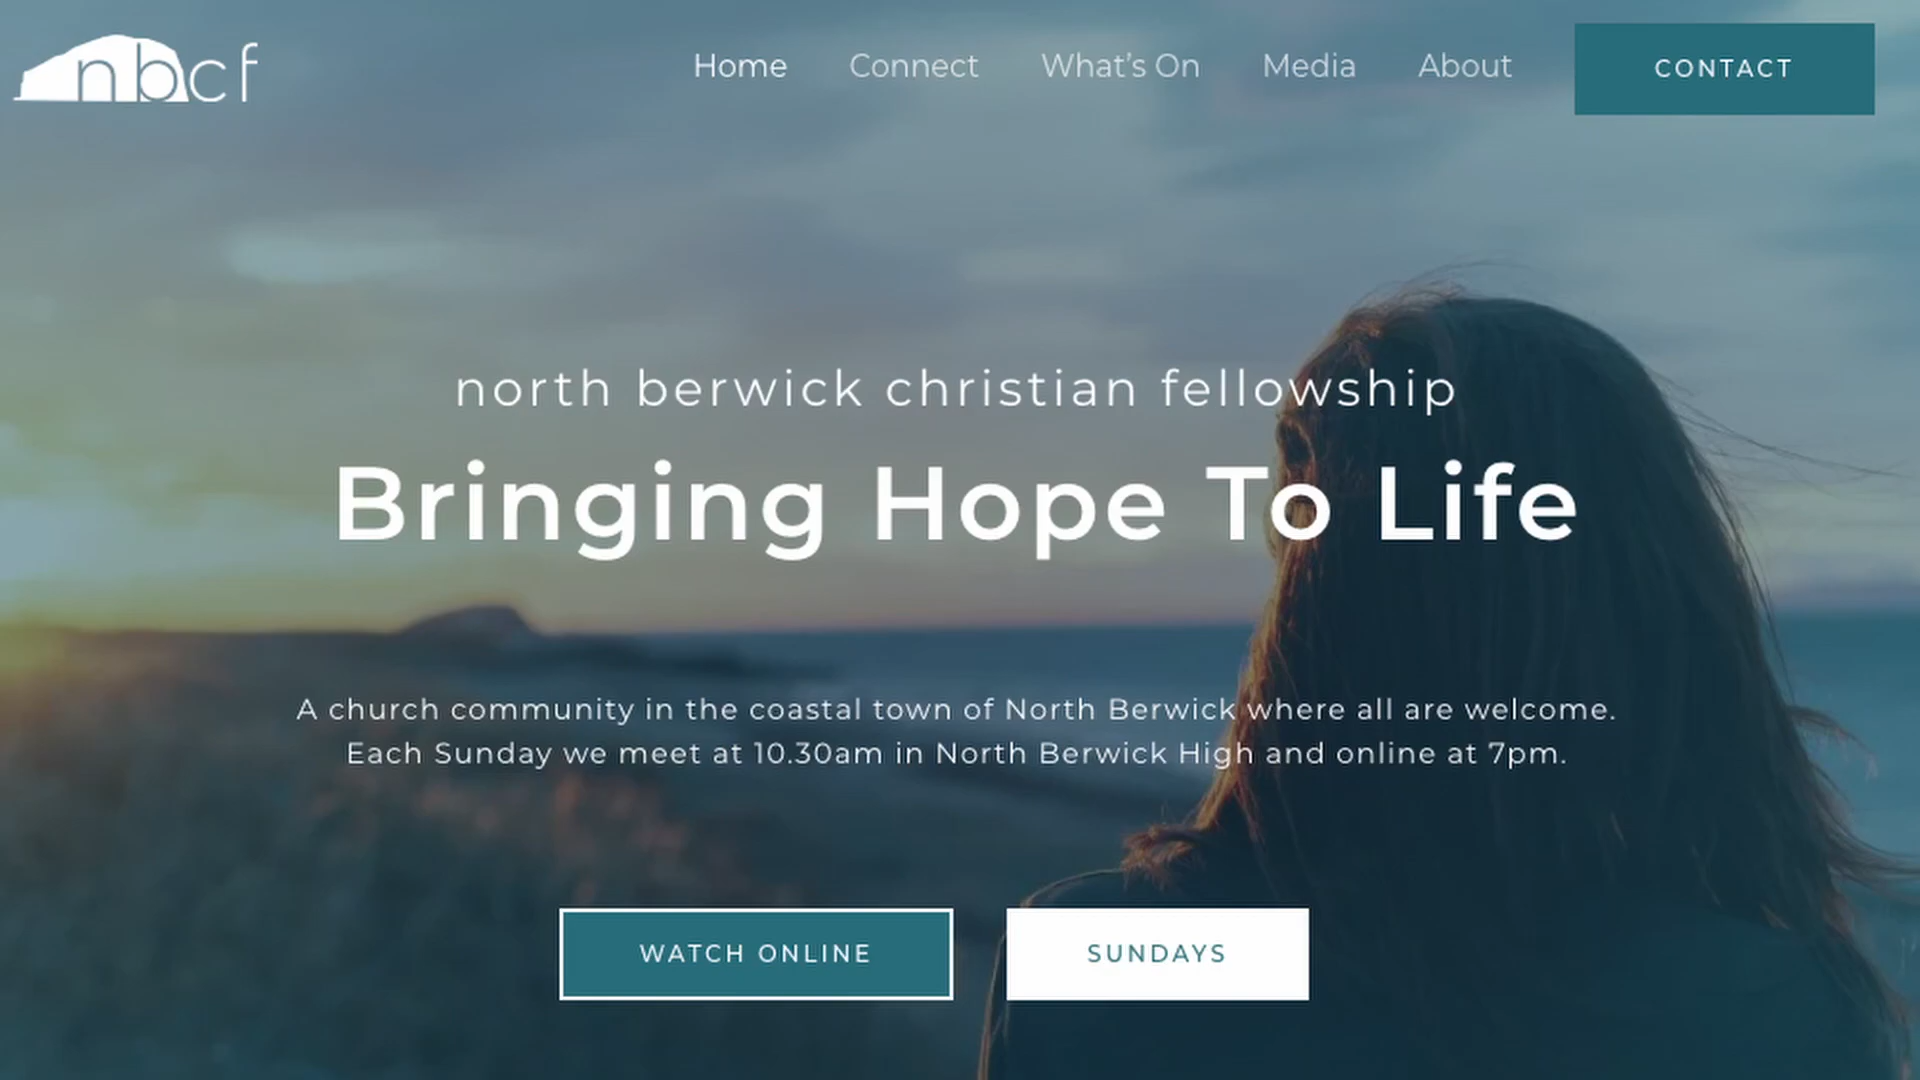 nbcf
Home Connect What's On Media About CONTACT
north berwick christian fellowship
Bringing Hope To Life
A church community in the coastal town of North Berwick where all are welcome.
Each Sunday we meet at 10.30am in North Berwick High and online at 7pm.
WATCH ONLINE SUNDAYS